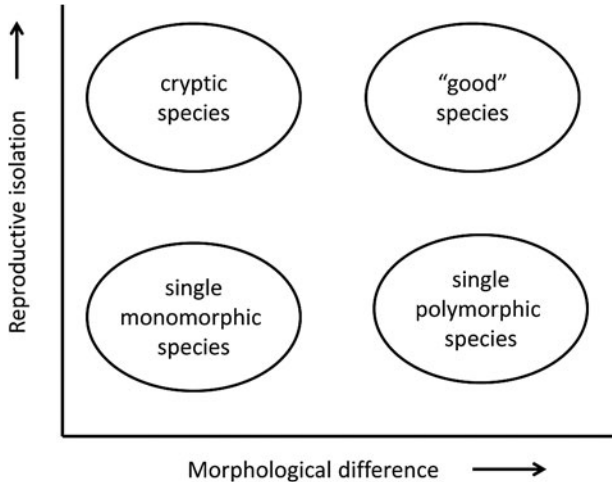 Reproductive isolation
cryptic
species
“good”
species
single
monomorphic
species
single
polymorphic
species
Morphological difference